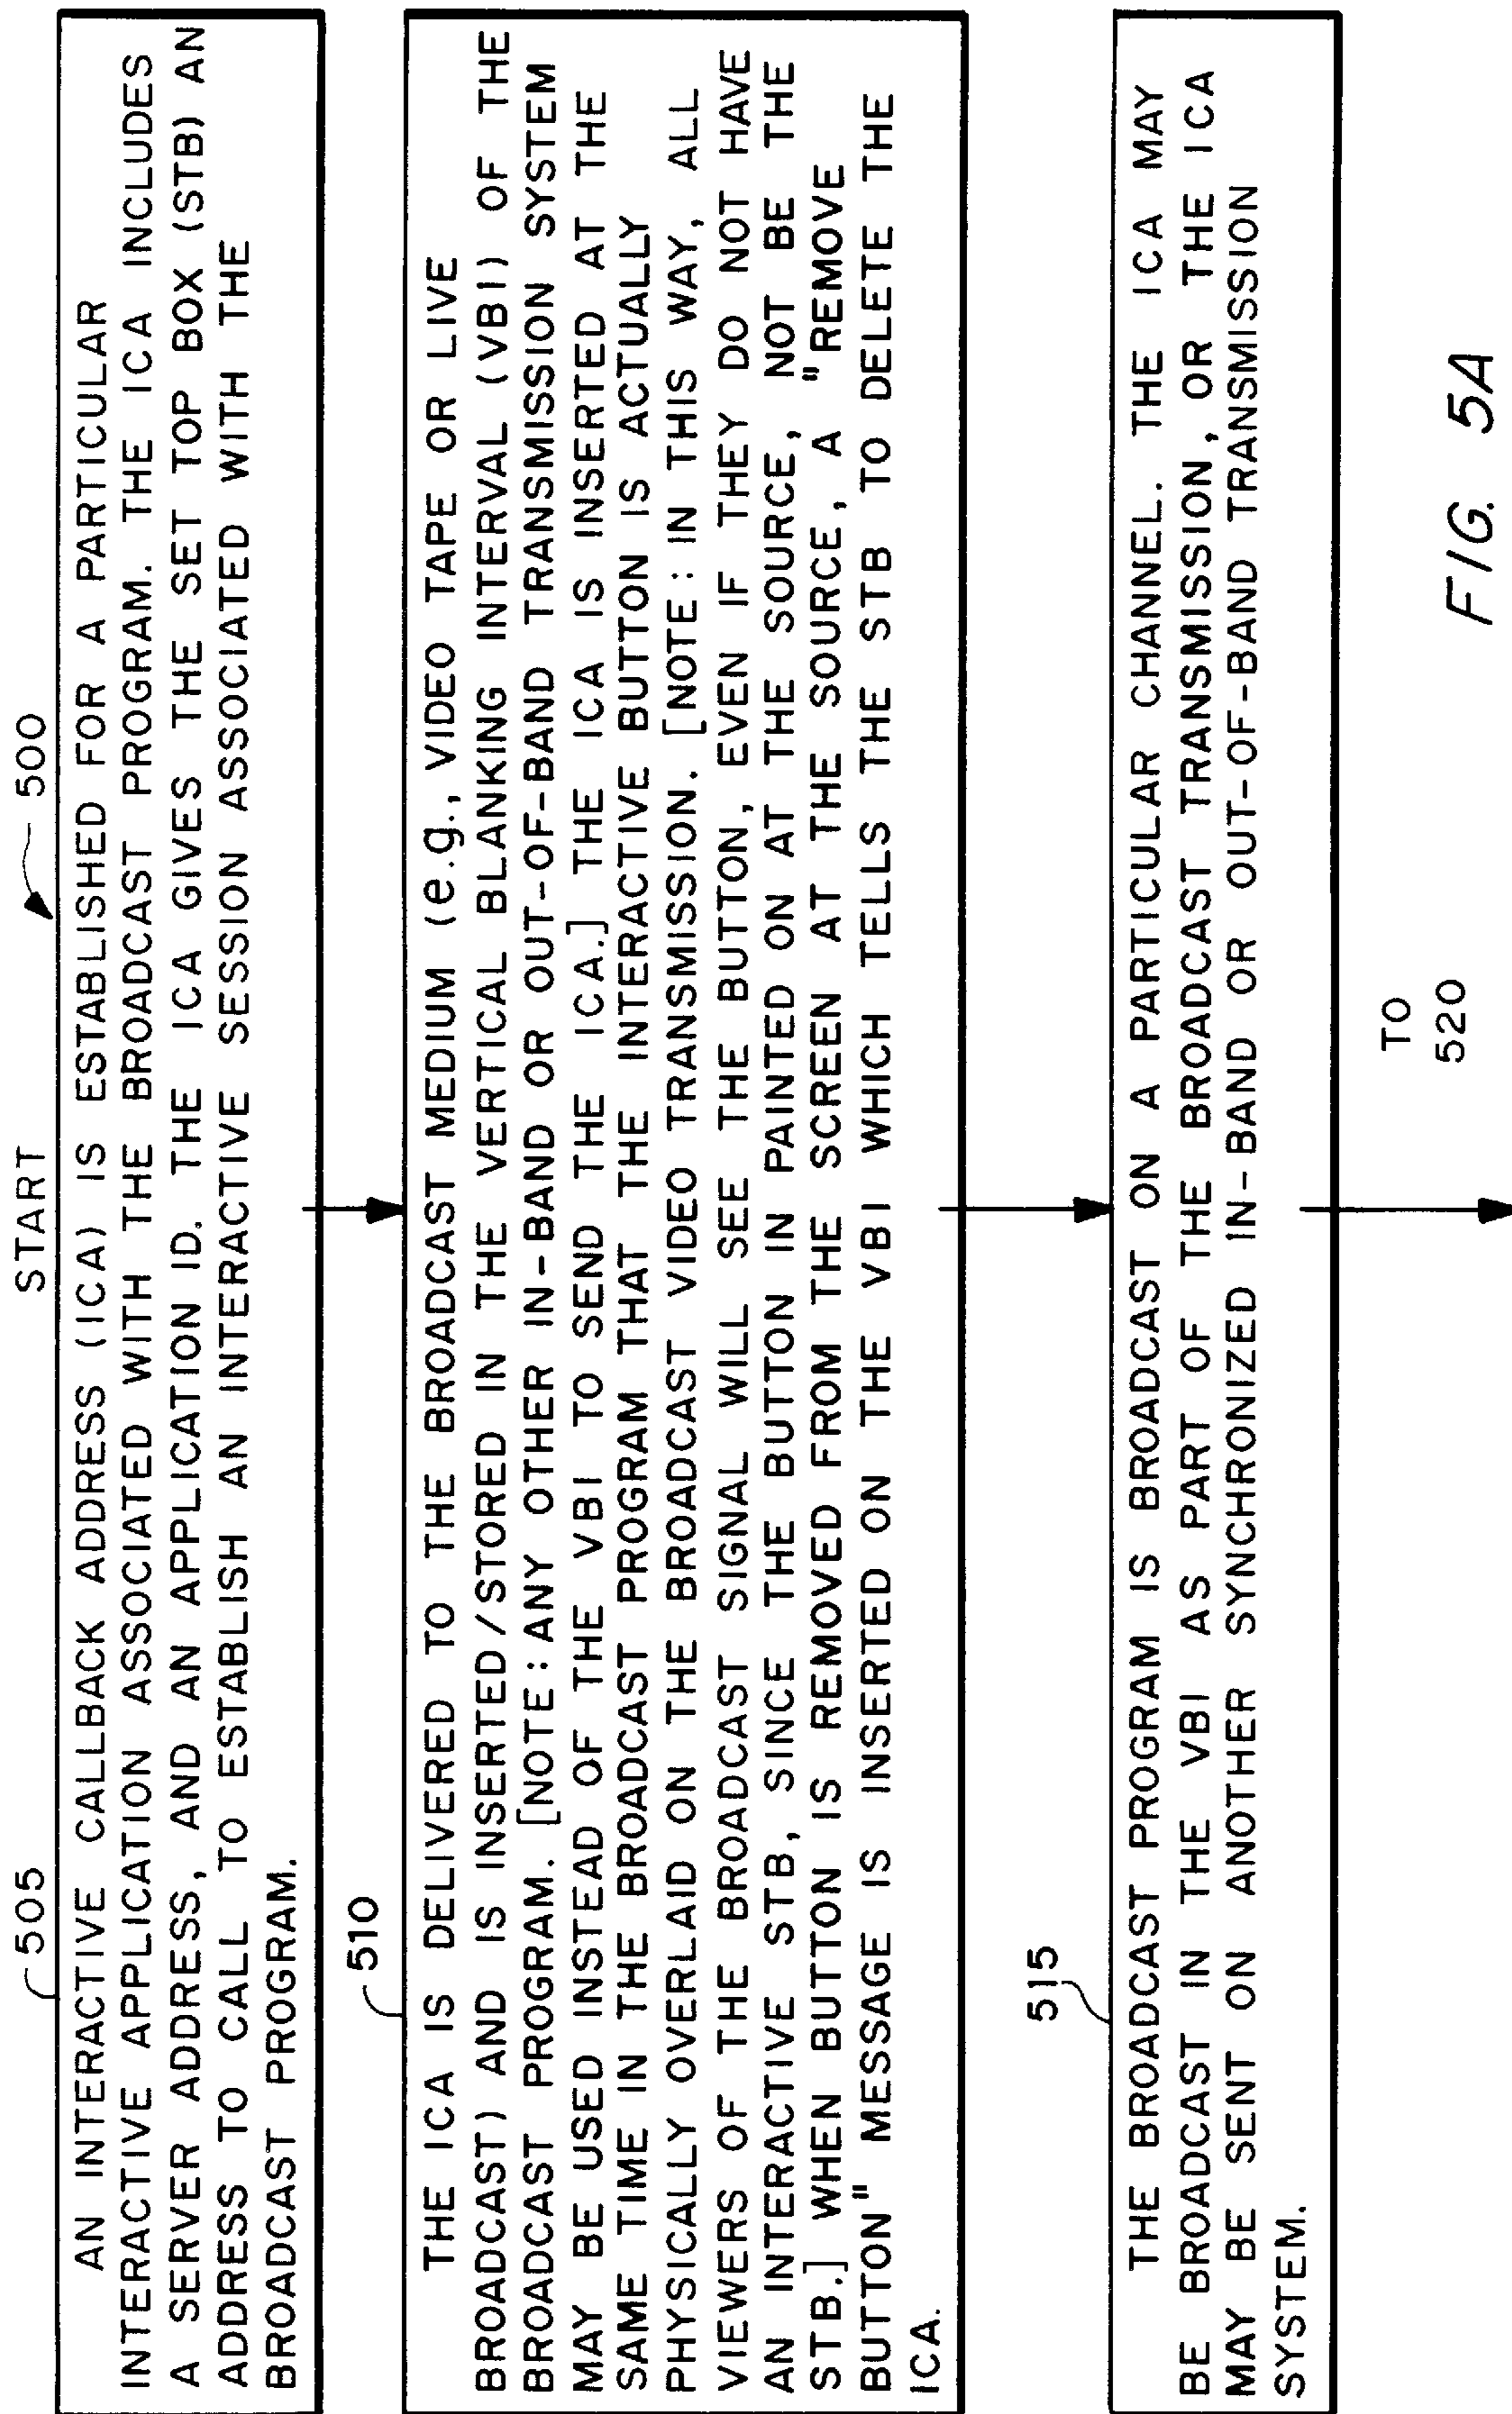 START
500
505
AN INTERACTIVE CALLBACK ADDRESS (ICA) IS ESTABLISHED FOR A PARTICULAR
INTERACTIVE APPLICATION ASSOCIATED WITH THE BROADCAST PROGRAM. THE ICA INCLUDES
A SERVER ADDRESS, AND AN APPLICATION ID. THE ICA GIVES THE SET TOP BOX (STB) AN
ADDRESS TO CALL TO ESTABLISH AN INTERACTIVE SESSION ASSOCIATED WITH THE
BROADCAST PROGRAM.
510
THE ICA IS DELIVERED TO THE BROADCAST MEDIUM (e.g., VIDEO TAPE OR LIVE
BROADCAST) AND IS INSERTED/STORED IN THE VERTICAL BLANKING INTERVAL (VBI) OF THE
BROADCAST PROGRAM. [NOTE: ANY OTHER IN-BAND OR OUT-OF-BAND TRANSMISSION SYSTEM
MAY BE USED INSTEAD OF THE VBI TO SEND THE ICA.] THE ICA IS INSERTED AT THE
SAME TIME IN THE BROADCAST PROGRAM THAT THE INTERACTIVE BUTTON IS ACTUALLY
PHYSICALLY OVERLAID ON THE BROADCAST VIDEO TRANSMISSION. [NOTE: IN THIS WAY, ALL
VIEWERS OF THE BROADCAST SIGNAL WILL SEE THE BUTTON, EVEN IF THEY DO NOT HAVE
AN INTERACTIVE STB, SINCE THE BUTTON IN PAINTED ON AT THE SOURCE, NOT BE THE
STB.] WHEN BUTTON IS REMOVED FROM THE SCREEN AT THE SOURCE, A "REMOVE
BUTTON" MESSAGE IS INSERTED ON THE VBI WHICH TELLS THE STB TO DELETE THE
ICA.
515
THE BROADCAST PROGRAM IS BROADCAST ON A PARTICULAR CHANNEL. THE ICA MAY
BE BROADCAST IN THE VBI AS PART OF THE BROADCAST TRANSMISSION, OR THE ICA
MAY BE SENT ON ANOTHER SYNCHRONIZED IN-BAND OR OUT-OF-BAND TRANSMISSION
SYSTEM.
TO
520
FIG. 5A